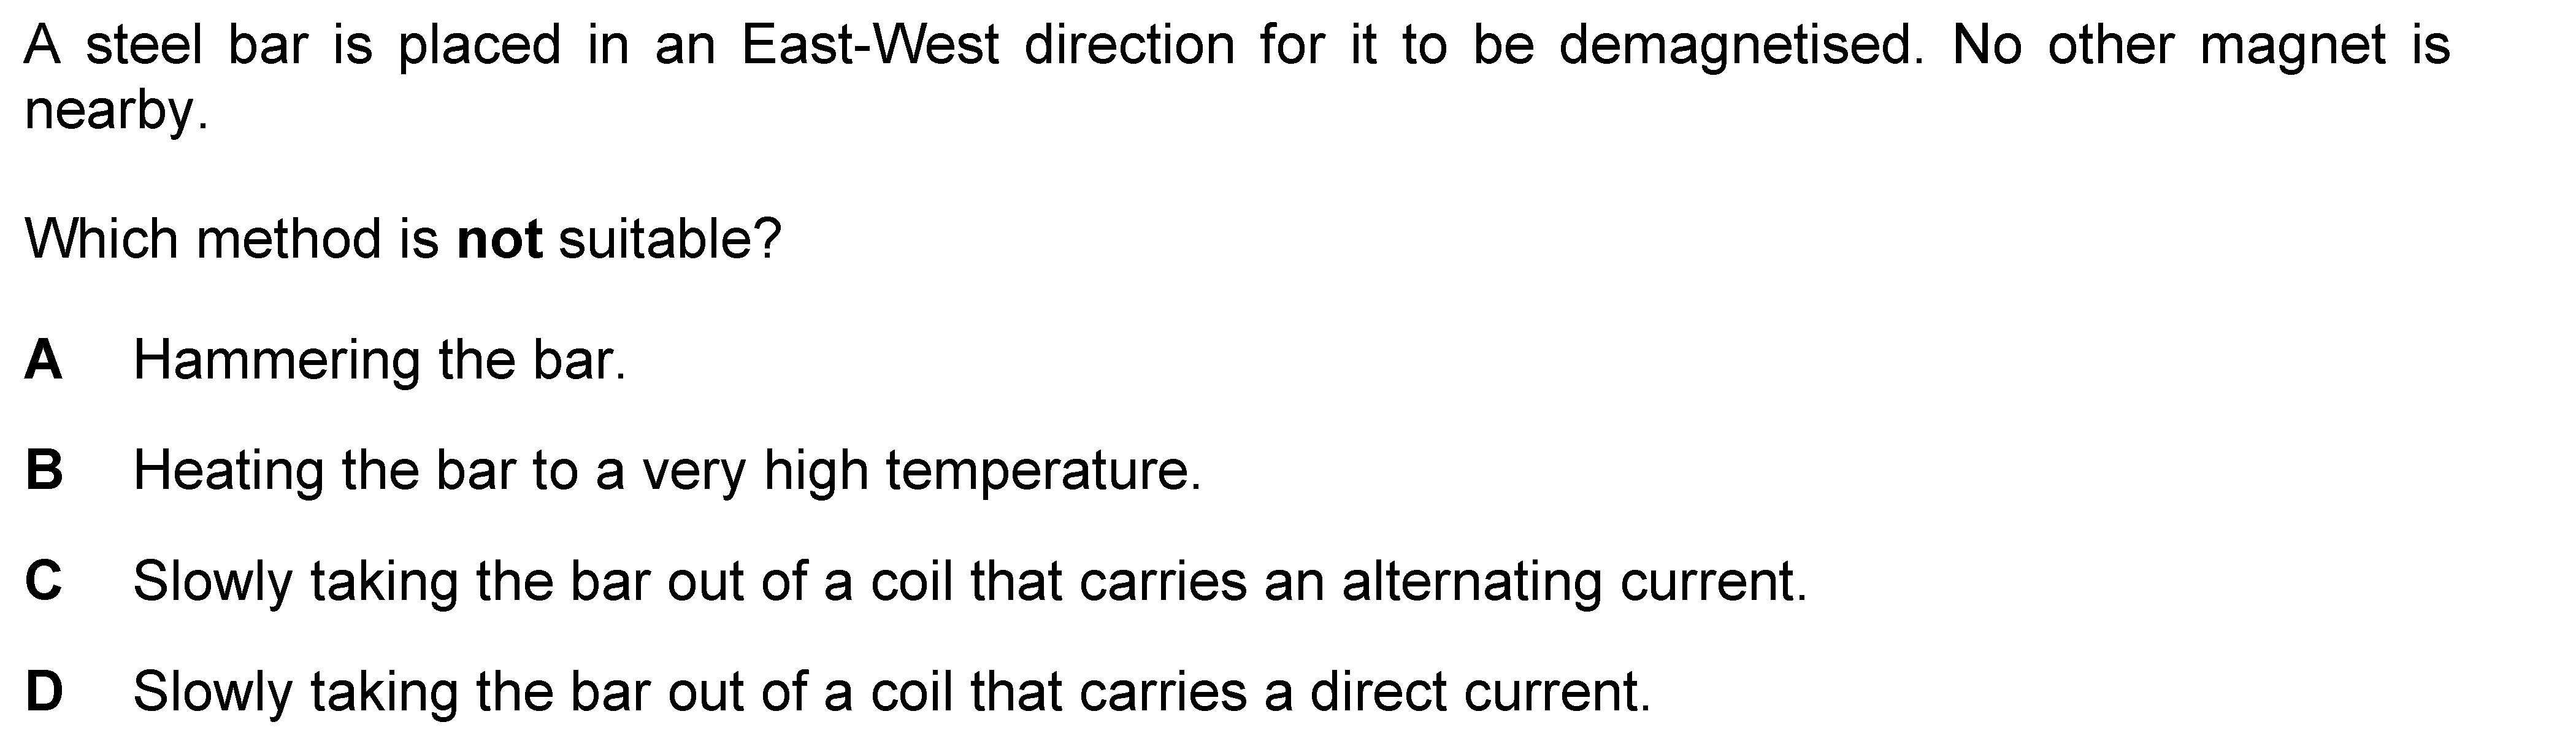 A steel bar is placed in an East-West direction for it to be demagnetised. No other magnet is
nearby.
Which method is not suitable?
A Hammering the bar.
B Heating the bar to a very high temperature.
C Slowly taking the bar out of a coil that carries an alternating current.
D Slowly taking the bar out of a coil that carries a direct current.